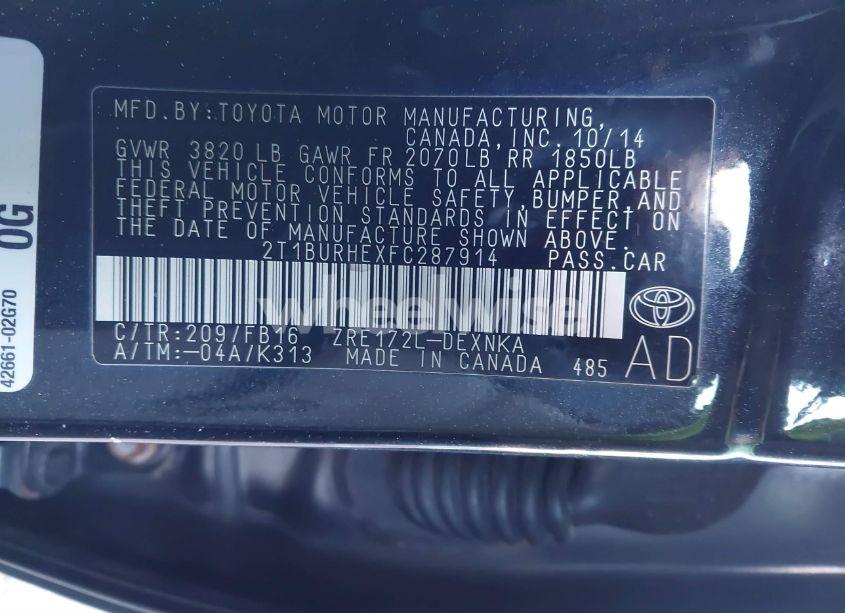 MFD. BY: TOYOTA MOTOR MANUFACTURING,
CANADA, INC. 10/14
GVWR 3820 LB GAWR FR 2070LB RR 1850LB
THIS VEHICLE CONFORMS TO ALL APPLICABLE
FEDERAL MOTOR VEHICLE SAFETY, BUMPER, AND
THEFT PREVENTION STANDARDS IN EFFECT ON
THE DATE OF MANUFACTURE SHOWN ABOVE.
2T1BURHEXFC287914 PASS. CAR
wheelwise
C/TR: 209/FB16 ZRE172L-DEXNKA
A/TM: -04A/K313 MADE IN CANADA 485 AD
42661-02G70
0G